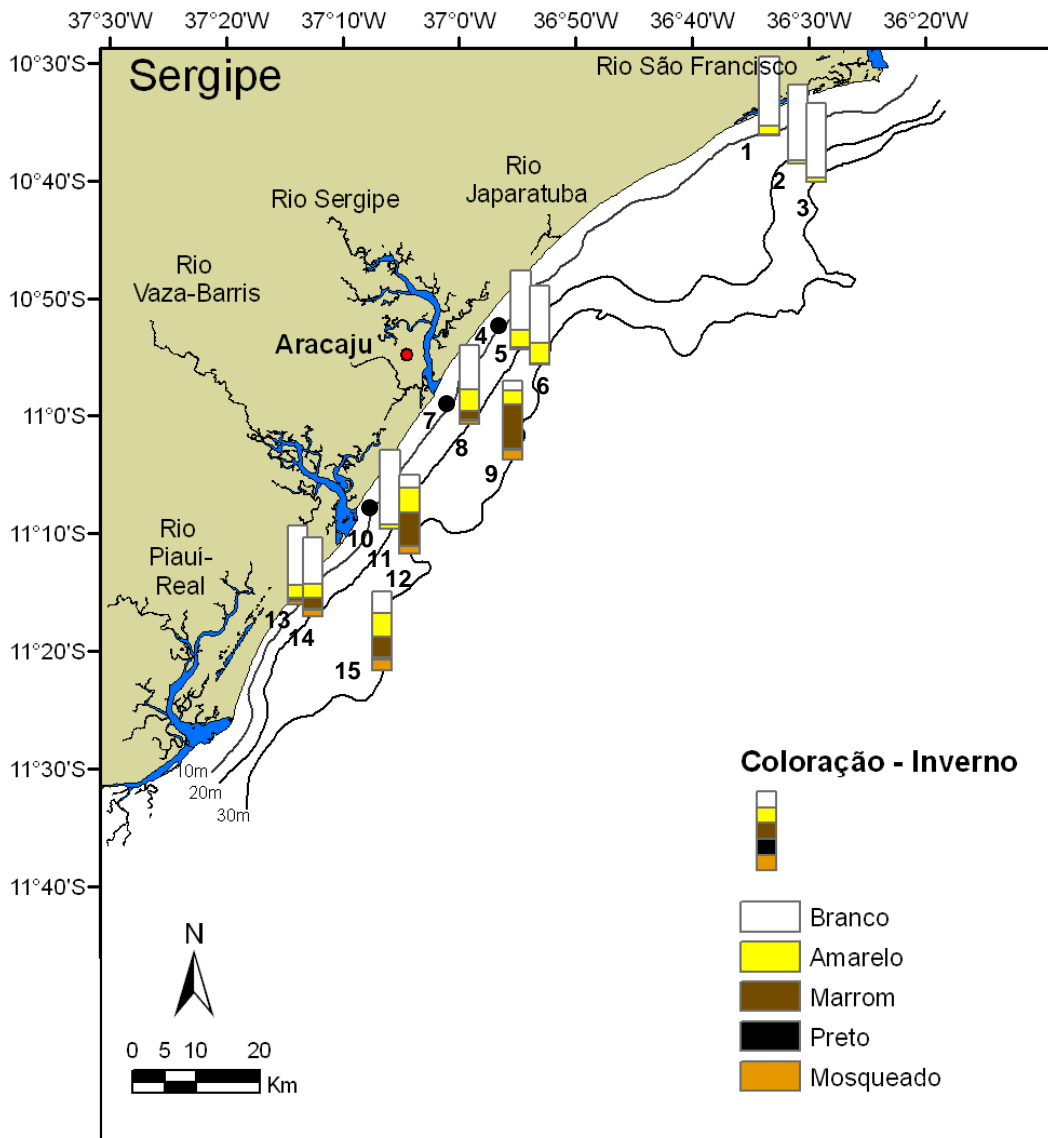 37°30'W 37°20'W 37°10'W 37°0'W 36°50'W 36°40'W 36°30'W 36°20'W
10°30'S
10°40'S
10°50'S
11°0'S
11°10'S
11°20'S
11°30'S
11°40'S
Sergipe
Rio São Francisco
Rio
Japaratuba
Rio Sergipe
Rio
Vaza-Barris
Aracaju
Rio
Piauí-
Real
1
2
3
4
5
6
7
8
9
10
11
12
13
14
15
10m
20m
30m
Coloração - Inverno
Branco
Amarelo
Marrom
Preto
Mosqueado
N
0 5 10 20
Km